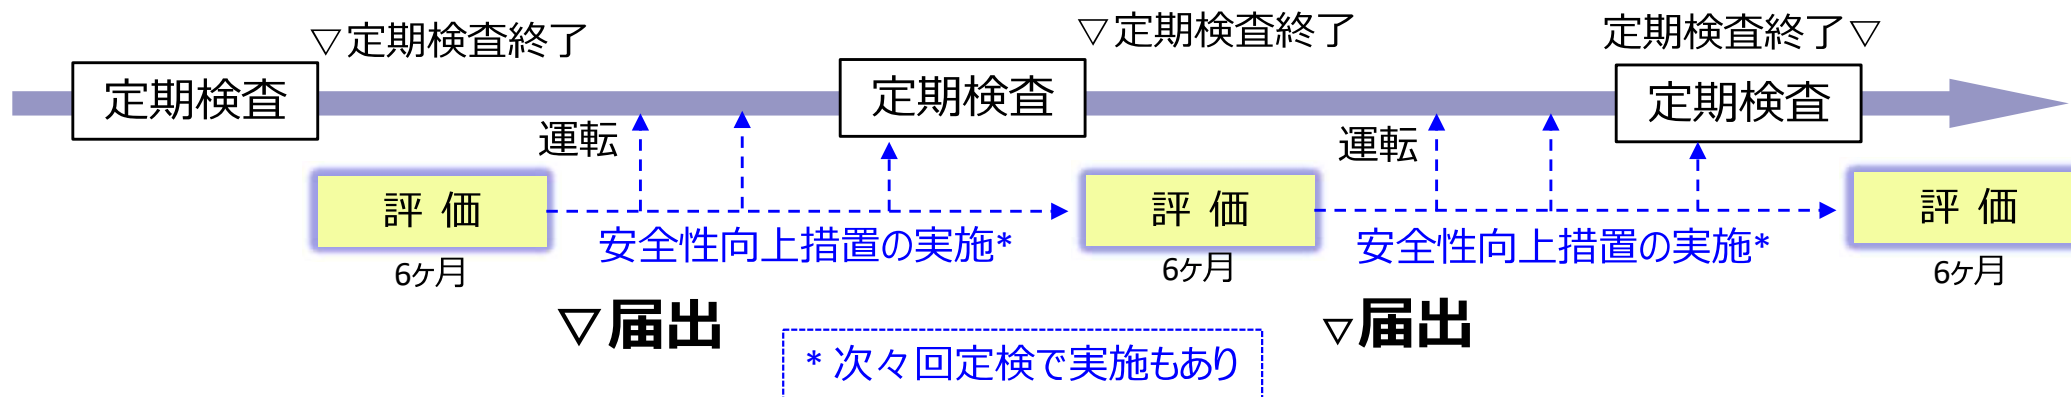 ▽定期検査終了
▽定期検査終了
定期検査終了▽
定期検査
定期検査
定期検査
運転
運転
評 価
評 価
評 価
安全性向上措置の実施*
安全性向上措置の実施*
6ヶ月
6ヶ月
6ヶ月
▽届出
▽届出
* 次々回定検で実施もあり